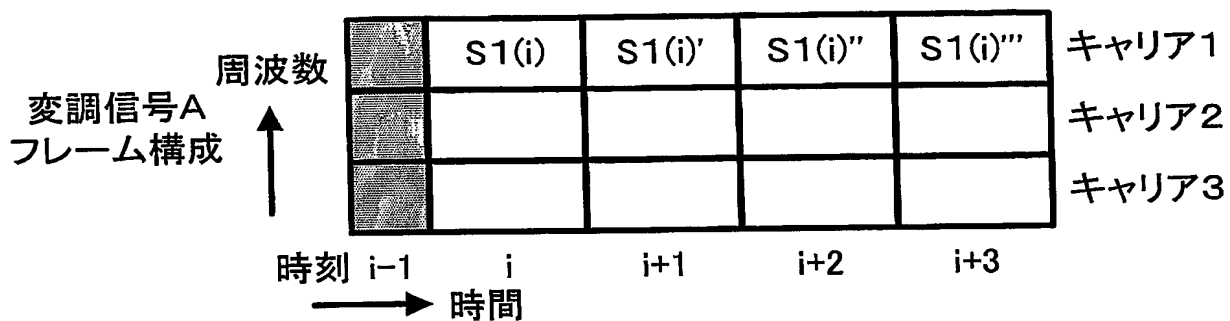 周波数
変調信号A
フレーム構成
S1(i) S1(i)' S1(i)'' S1(i)''' キャリア1
キャリア2
キャリア3
時刻 i-1 i i+1 i+2 i+3
時間